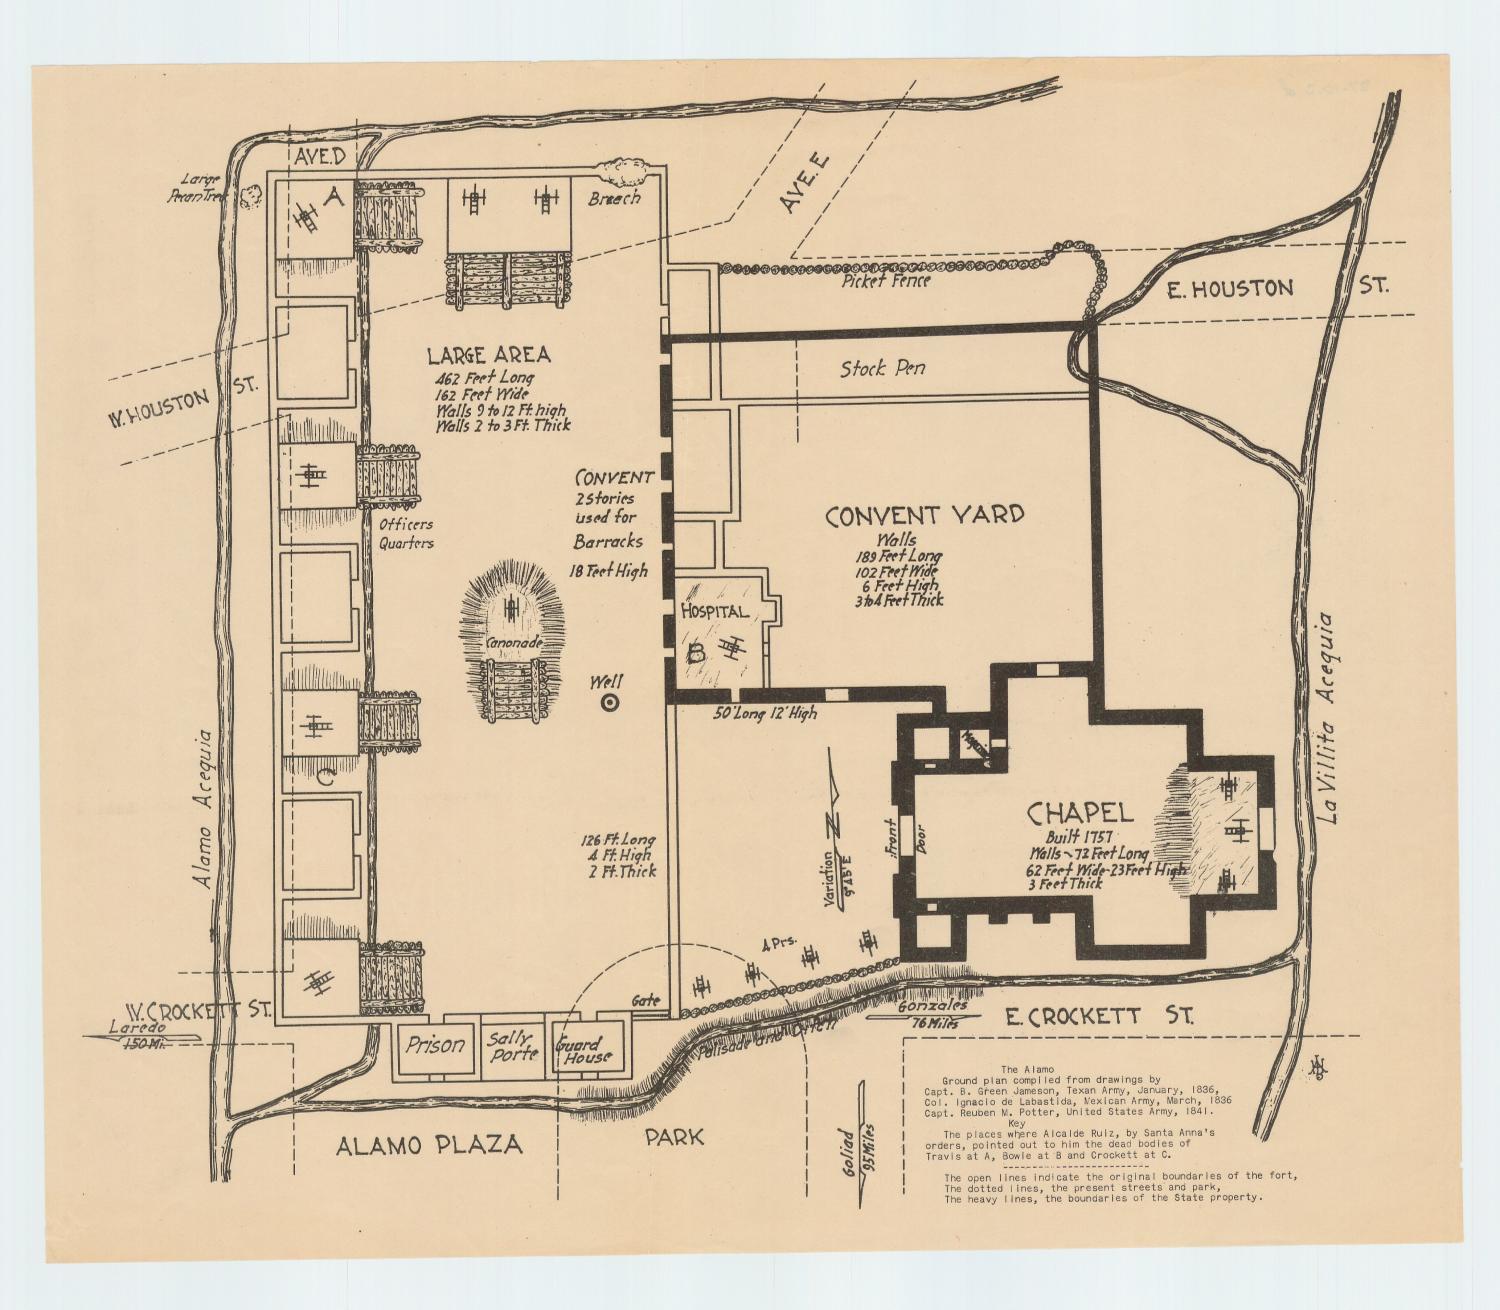 AVE.D
Large
Pecan Tree
A
Breach
AVE. E
Picket Fence
E. HOUSTON ST.
W. HOUSTON ST.
LARGE AREA
462 Feet Long
162 Feet Wide
Walls 9 to 12 Ft. high
Walls 2 to 3 Ft. Thick
Stock Pen
CONVENT
2 Stories
used for
Barracks
18 Feet High
Officers
Quarters
CONVENT YARD
Walls
189 Feet Long
102 Feet Wide
6 Feet High
3 to 4 Feet Thick
HOSPITAL
B
Canonade
Well
50' Long 12' High
Magazine
Alamo Acequia
La Villita Acequia
C
126 Ft. Long
4 Ft. High
2 Ft. Thick
Variation
9° 45' E
N
Front
Door
CHAPEL
Built 1757
Walls ~ 72 Feet Long
62 Feet Wide - 23 Feet High
3 Feet Thick
4 Prs.
Gate
W. CROCKETT ST.
Laredo
150 Mi.
Prison
Sally
Porte
Guard
House
Palisade and Ditch
Gonzales
76 Miles
E. CROCKETT ST.
ALAMO PLAZA
PARK
Goliad
95 Miles
The Alamo
Ground plan compiled from drawings by
Capt. B. Green Jameson, Texan Army, January, 1836,
Col. Ignacio de Labastida, Mexican Army, March, 1836
Capt. Reuben M. Potter, United States Army, 1841.
Key
The places where Alcalde Ruiz, by Santa Anna's
orders, pointed out to him the dead bodies of
Travis at A, Bowie at B and Crockett at C.
The open lines indicate the original boundaries of the fort,
The dotted lines, the present streets and park,
The heavy lines, the boundaries of the State property.